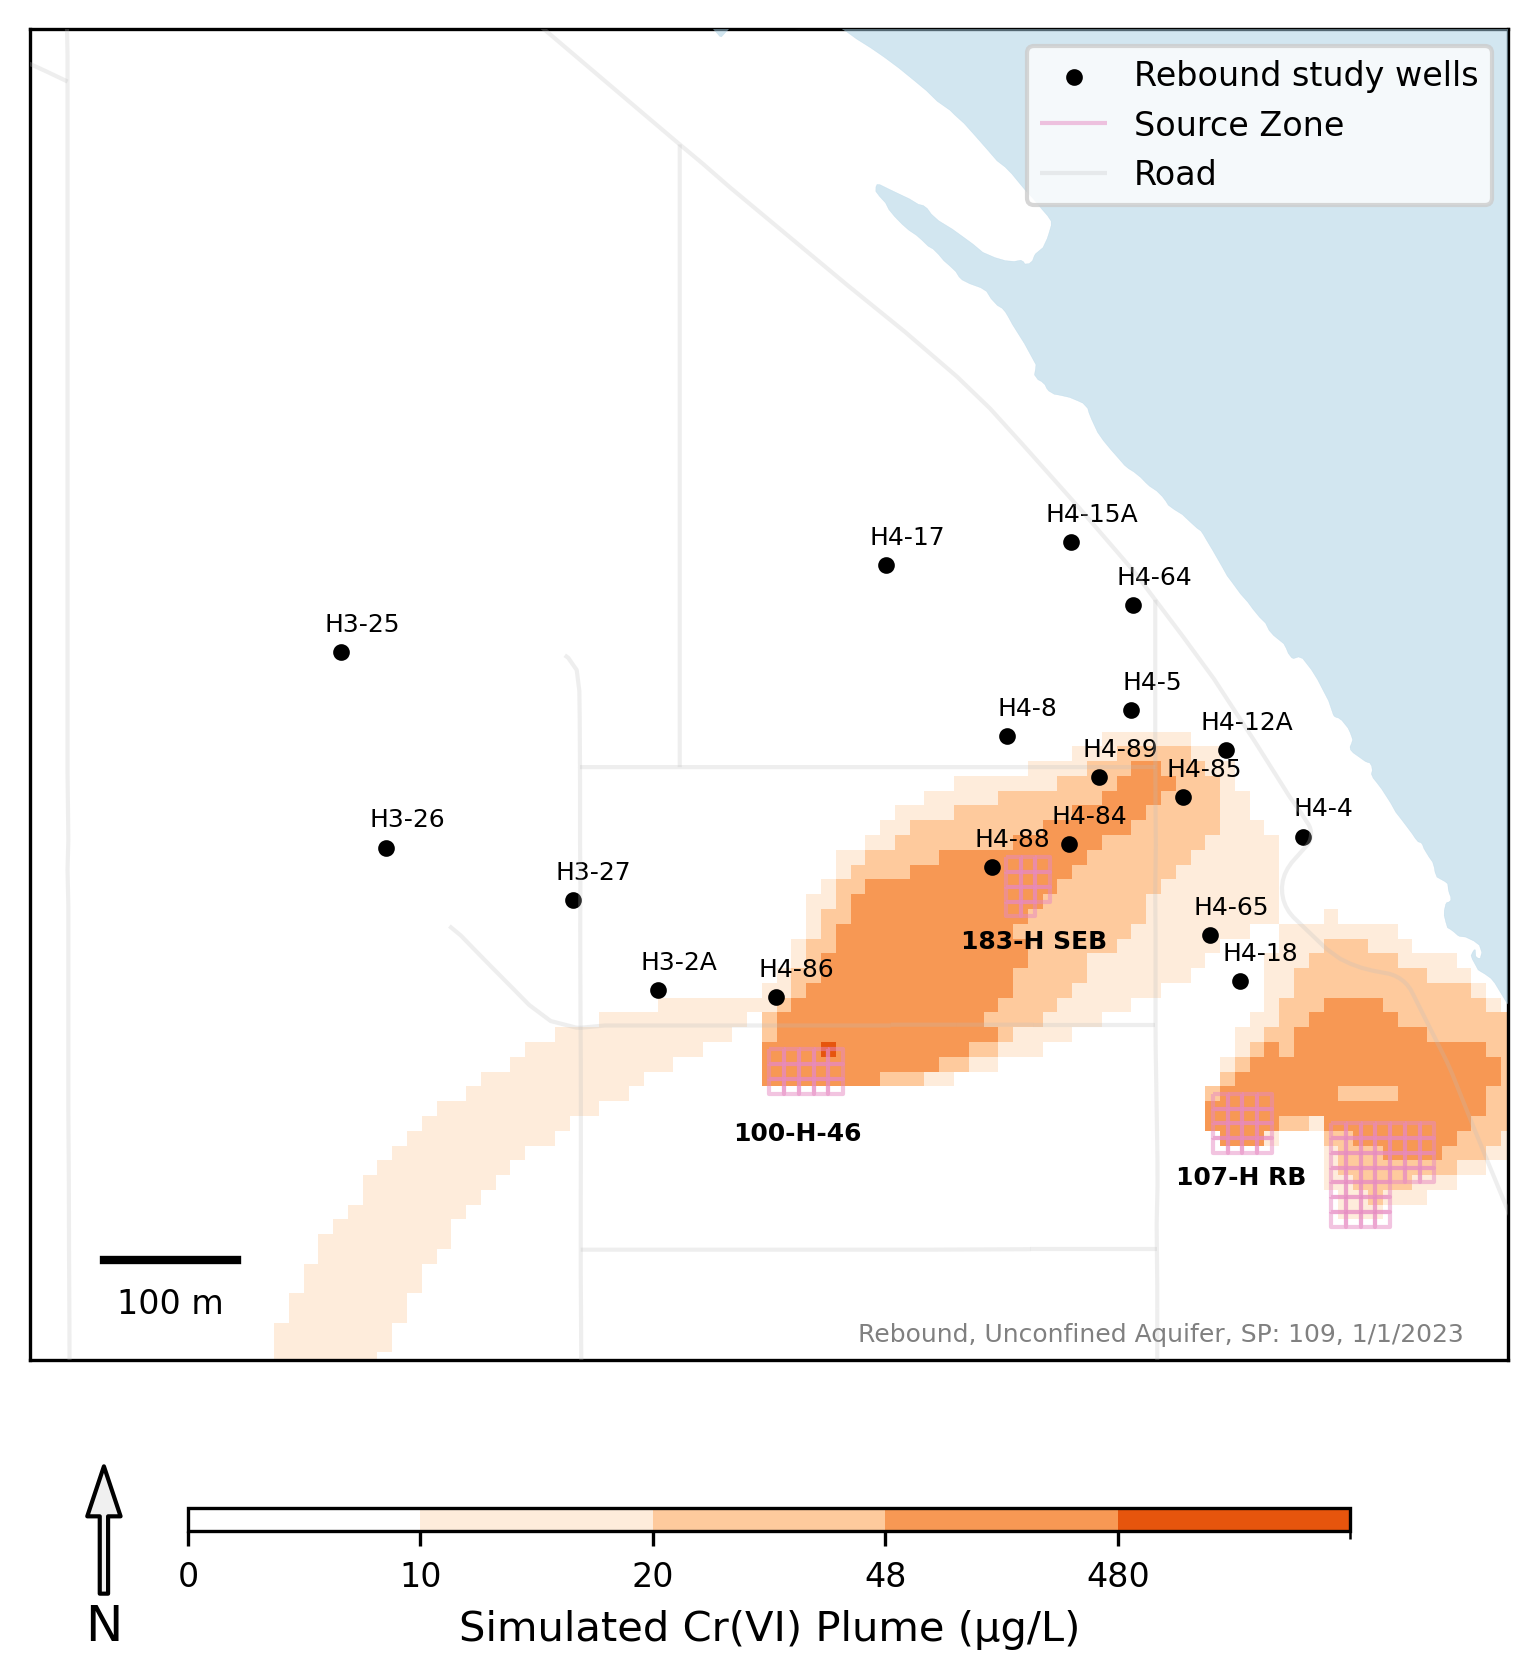 Rebound study wells
Source Zone
Road
H4-15A
H4-17
H4-64
H3-25
H4-5
H4-8
H4-12A
H4-89
H4-85
H4-4
H3-26
H4-84
H4-88
H3-27
H4-65
183-H SEB
H4-18
H3-2A
H4-86
100-H-46
107-H RB
100 m
Rebound, Unconfined Aquifer, SP: 109, 1/1/2023
0 10 20 48 480
N
Simulated Cr(VI) Plume (µg/L)